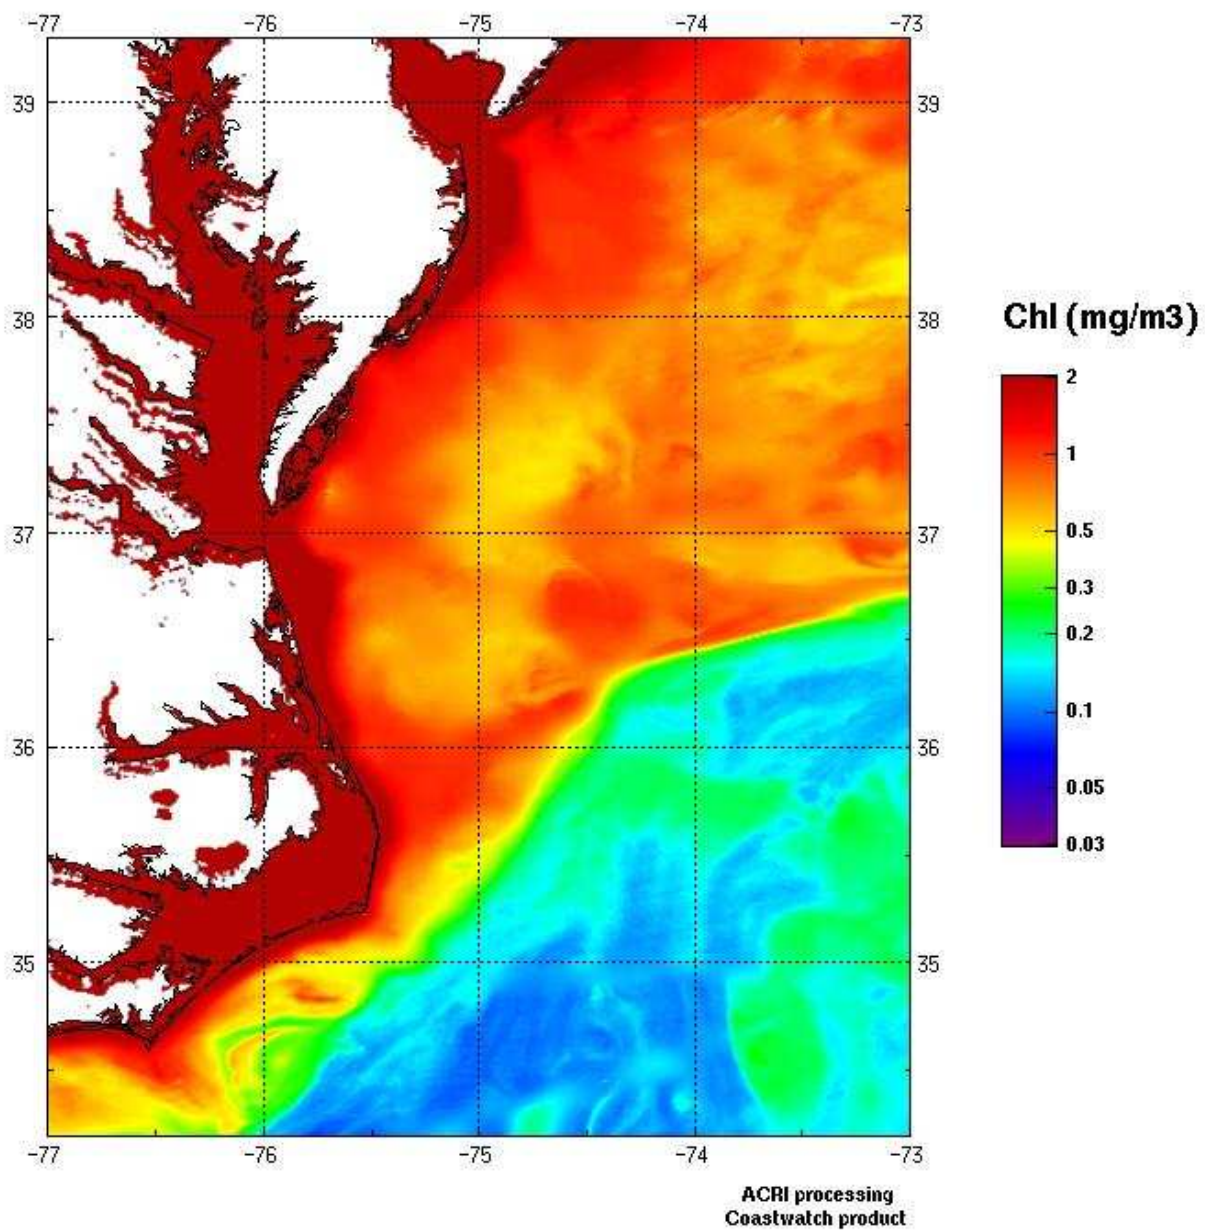 -77 -76 -75 -74 -73
39 39
38 38
Chl (mg/m3)
2
1
0.5
0.3
0.2
0.1
0.05
0.03
37 37
36 36
35 35
-77 -76 -75 -74 -73
ACRI processing
Coastwatch product